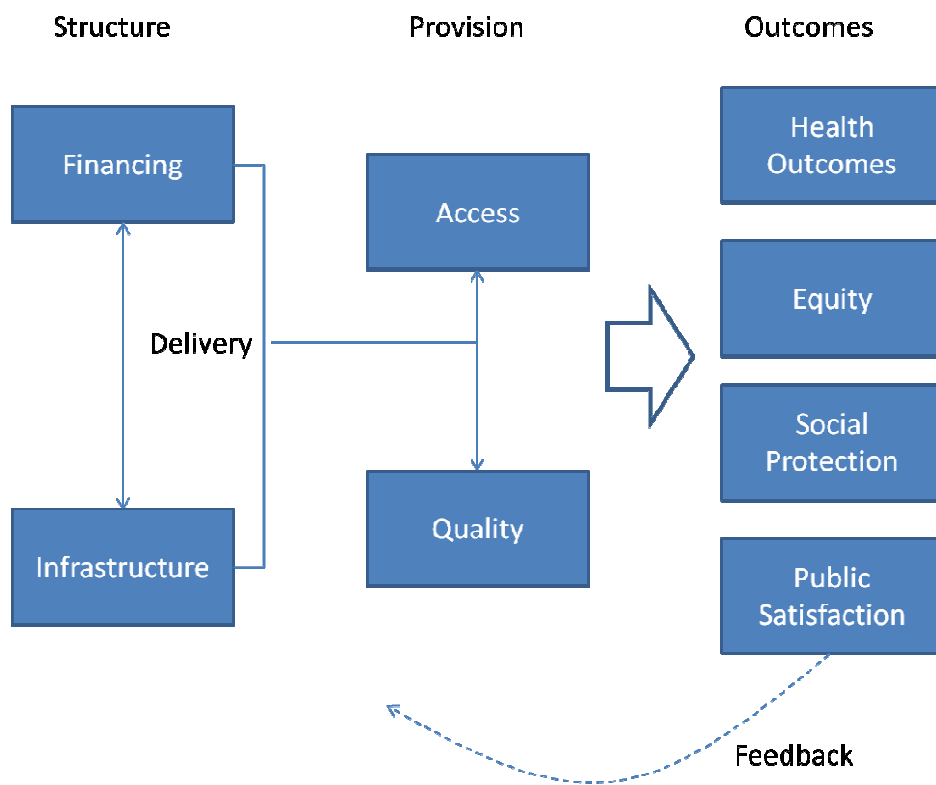 Structure
Provision
Outcomes
Financing
Infrastructure
Delivery
Access
Quality
Health
Outcomes
Equity
Social
Protection
Public
Satisfaction
Feedback